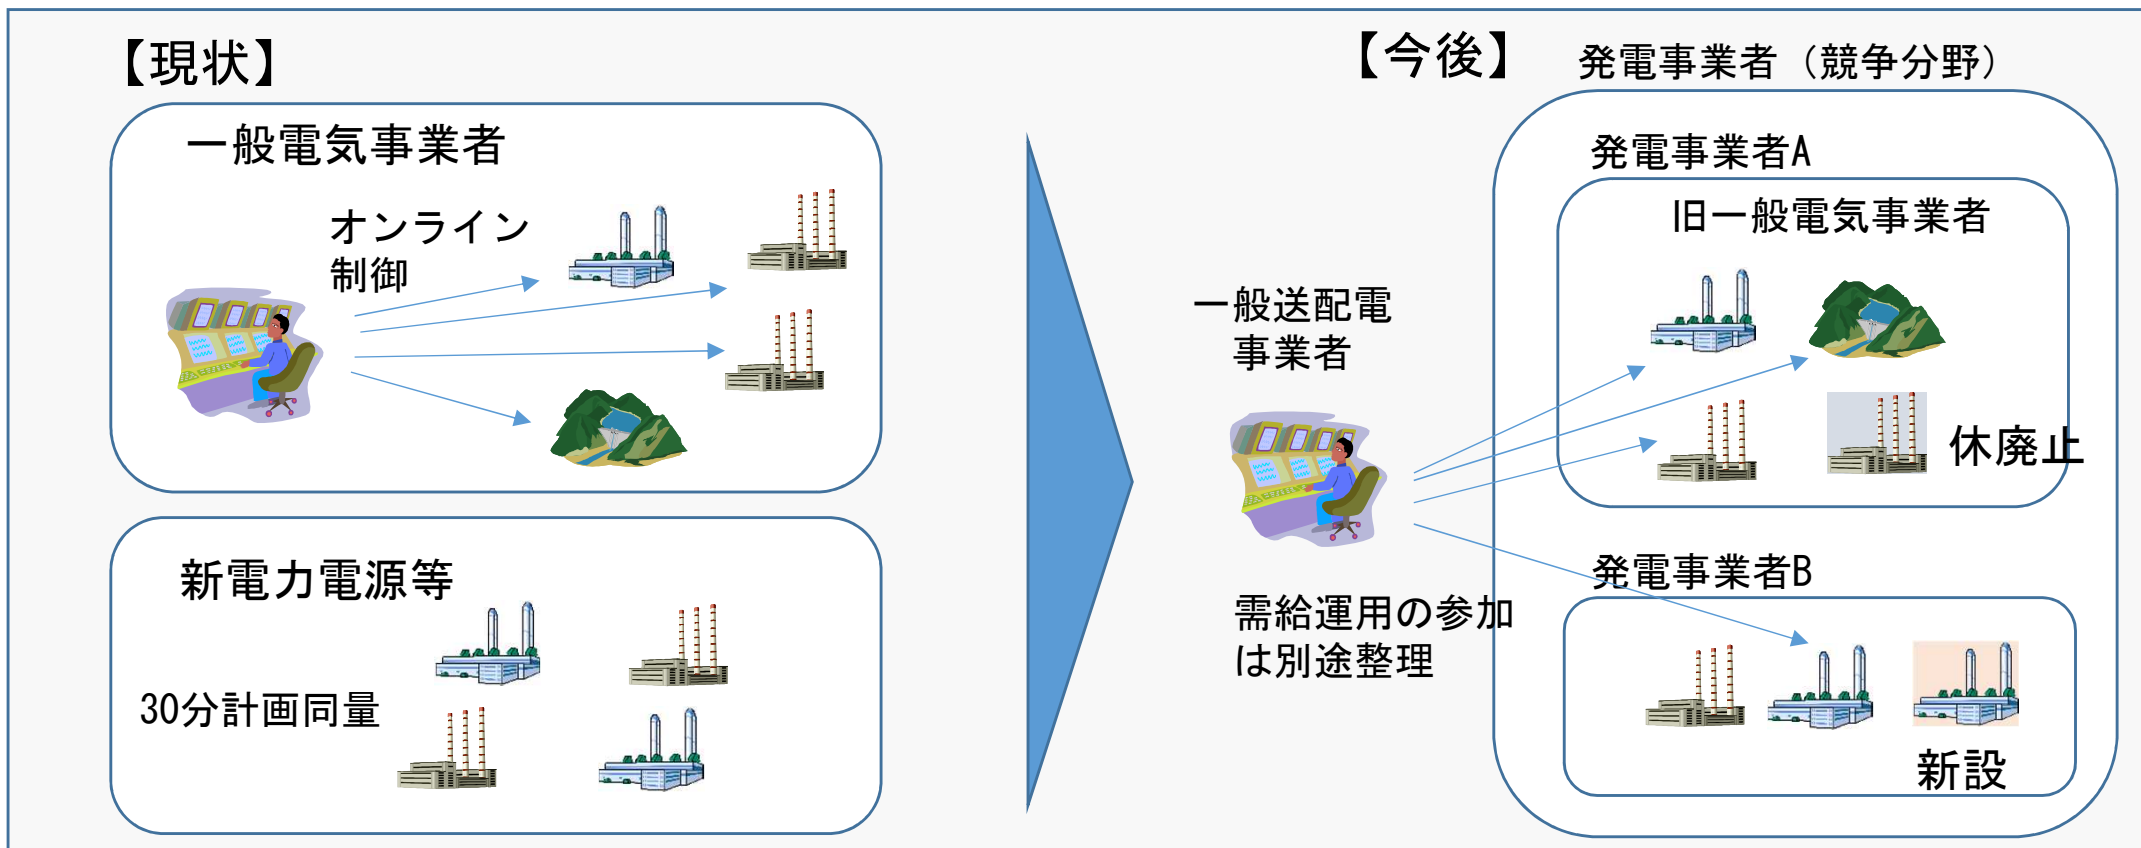 【現状】
一般電気事業者
オンライン
制御
新電力電源等
30分計画同量
【今後】
発電事業者（競争分野）
発電事業者A
旧一般電気事業者
一般送配電
事業者
休廃止
需給運用の参加
は別途整理
発電事業者B
新設